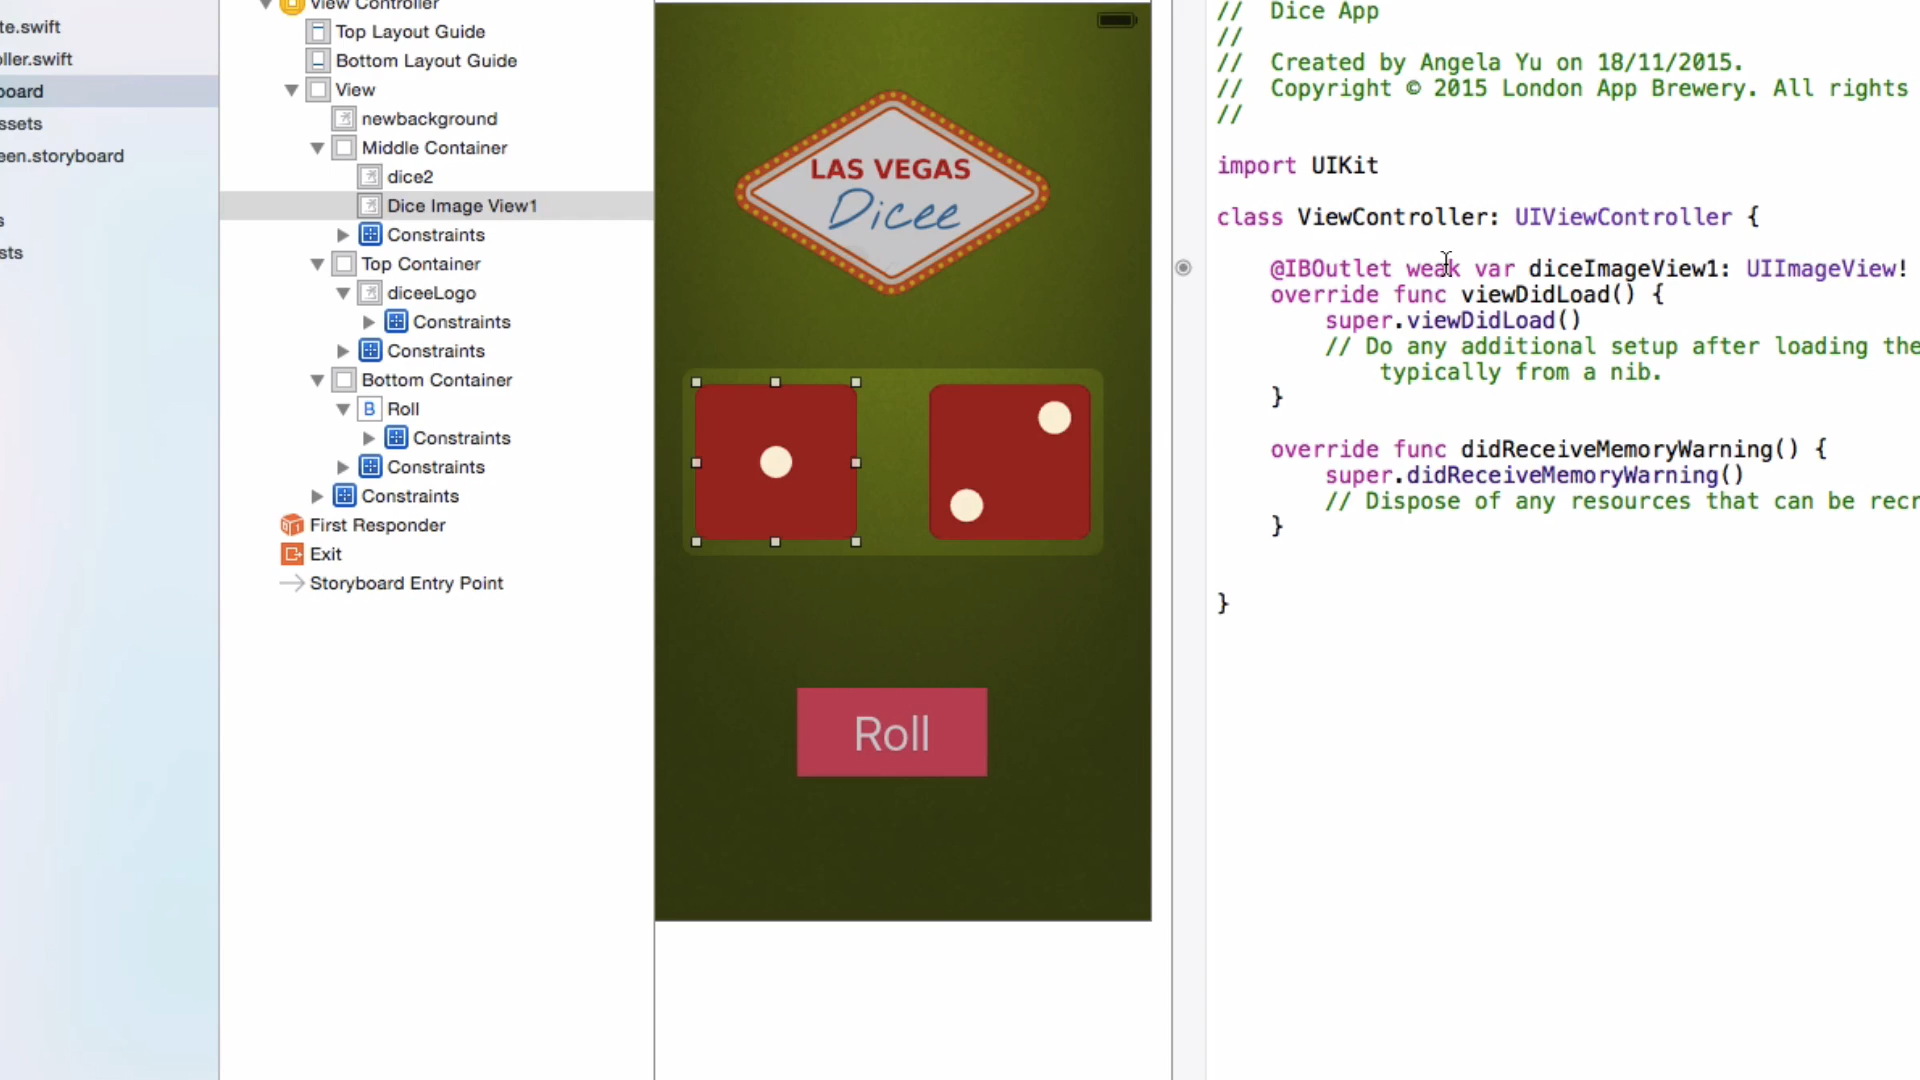 te.swift
oller.swift
board
ssets
een.storyboard
s
sts
View Controller
Top Layout Guide
Bottom Layout Guide
View
newbackground
Middle Container
dice2
Dice Image View1
Constraints
Top Container
diceeLogo
Constraints
Constraints
Bottom Container
B Roll
Constraints
Constraints
Constraints
First Responder
Exit
Storyboard Entry Point
LAS VEGAS
Dicee
Roll
// Dice App
//
// Created by Angela Yu on 18/11/2015.
// Copyright © 2015 London App Brewery. All rights
//
import UIKit
class ViewController: UIViewController {
@IBOutlet weak var diceImageView1: UIImageView!
override func viewDidLoad() {
super.viewDidLoad()
// Do any additional setup after loading the
typically from a nib.
}
override func didReceiveMemoryWarning() {
super.didReceiveMemoryWarning()
// Dispose of any resources that can be recr
}
}